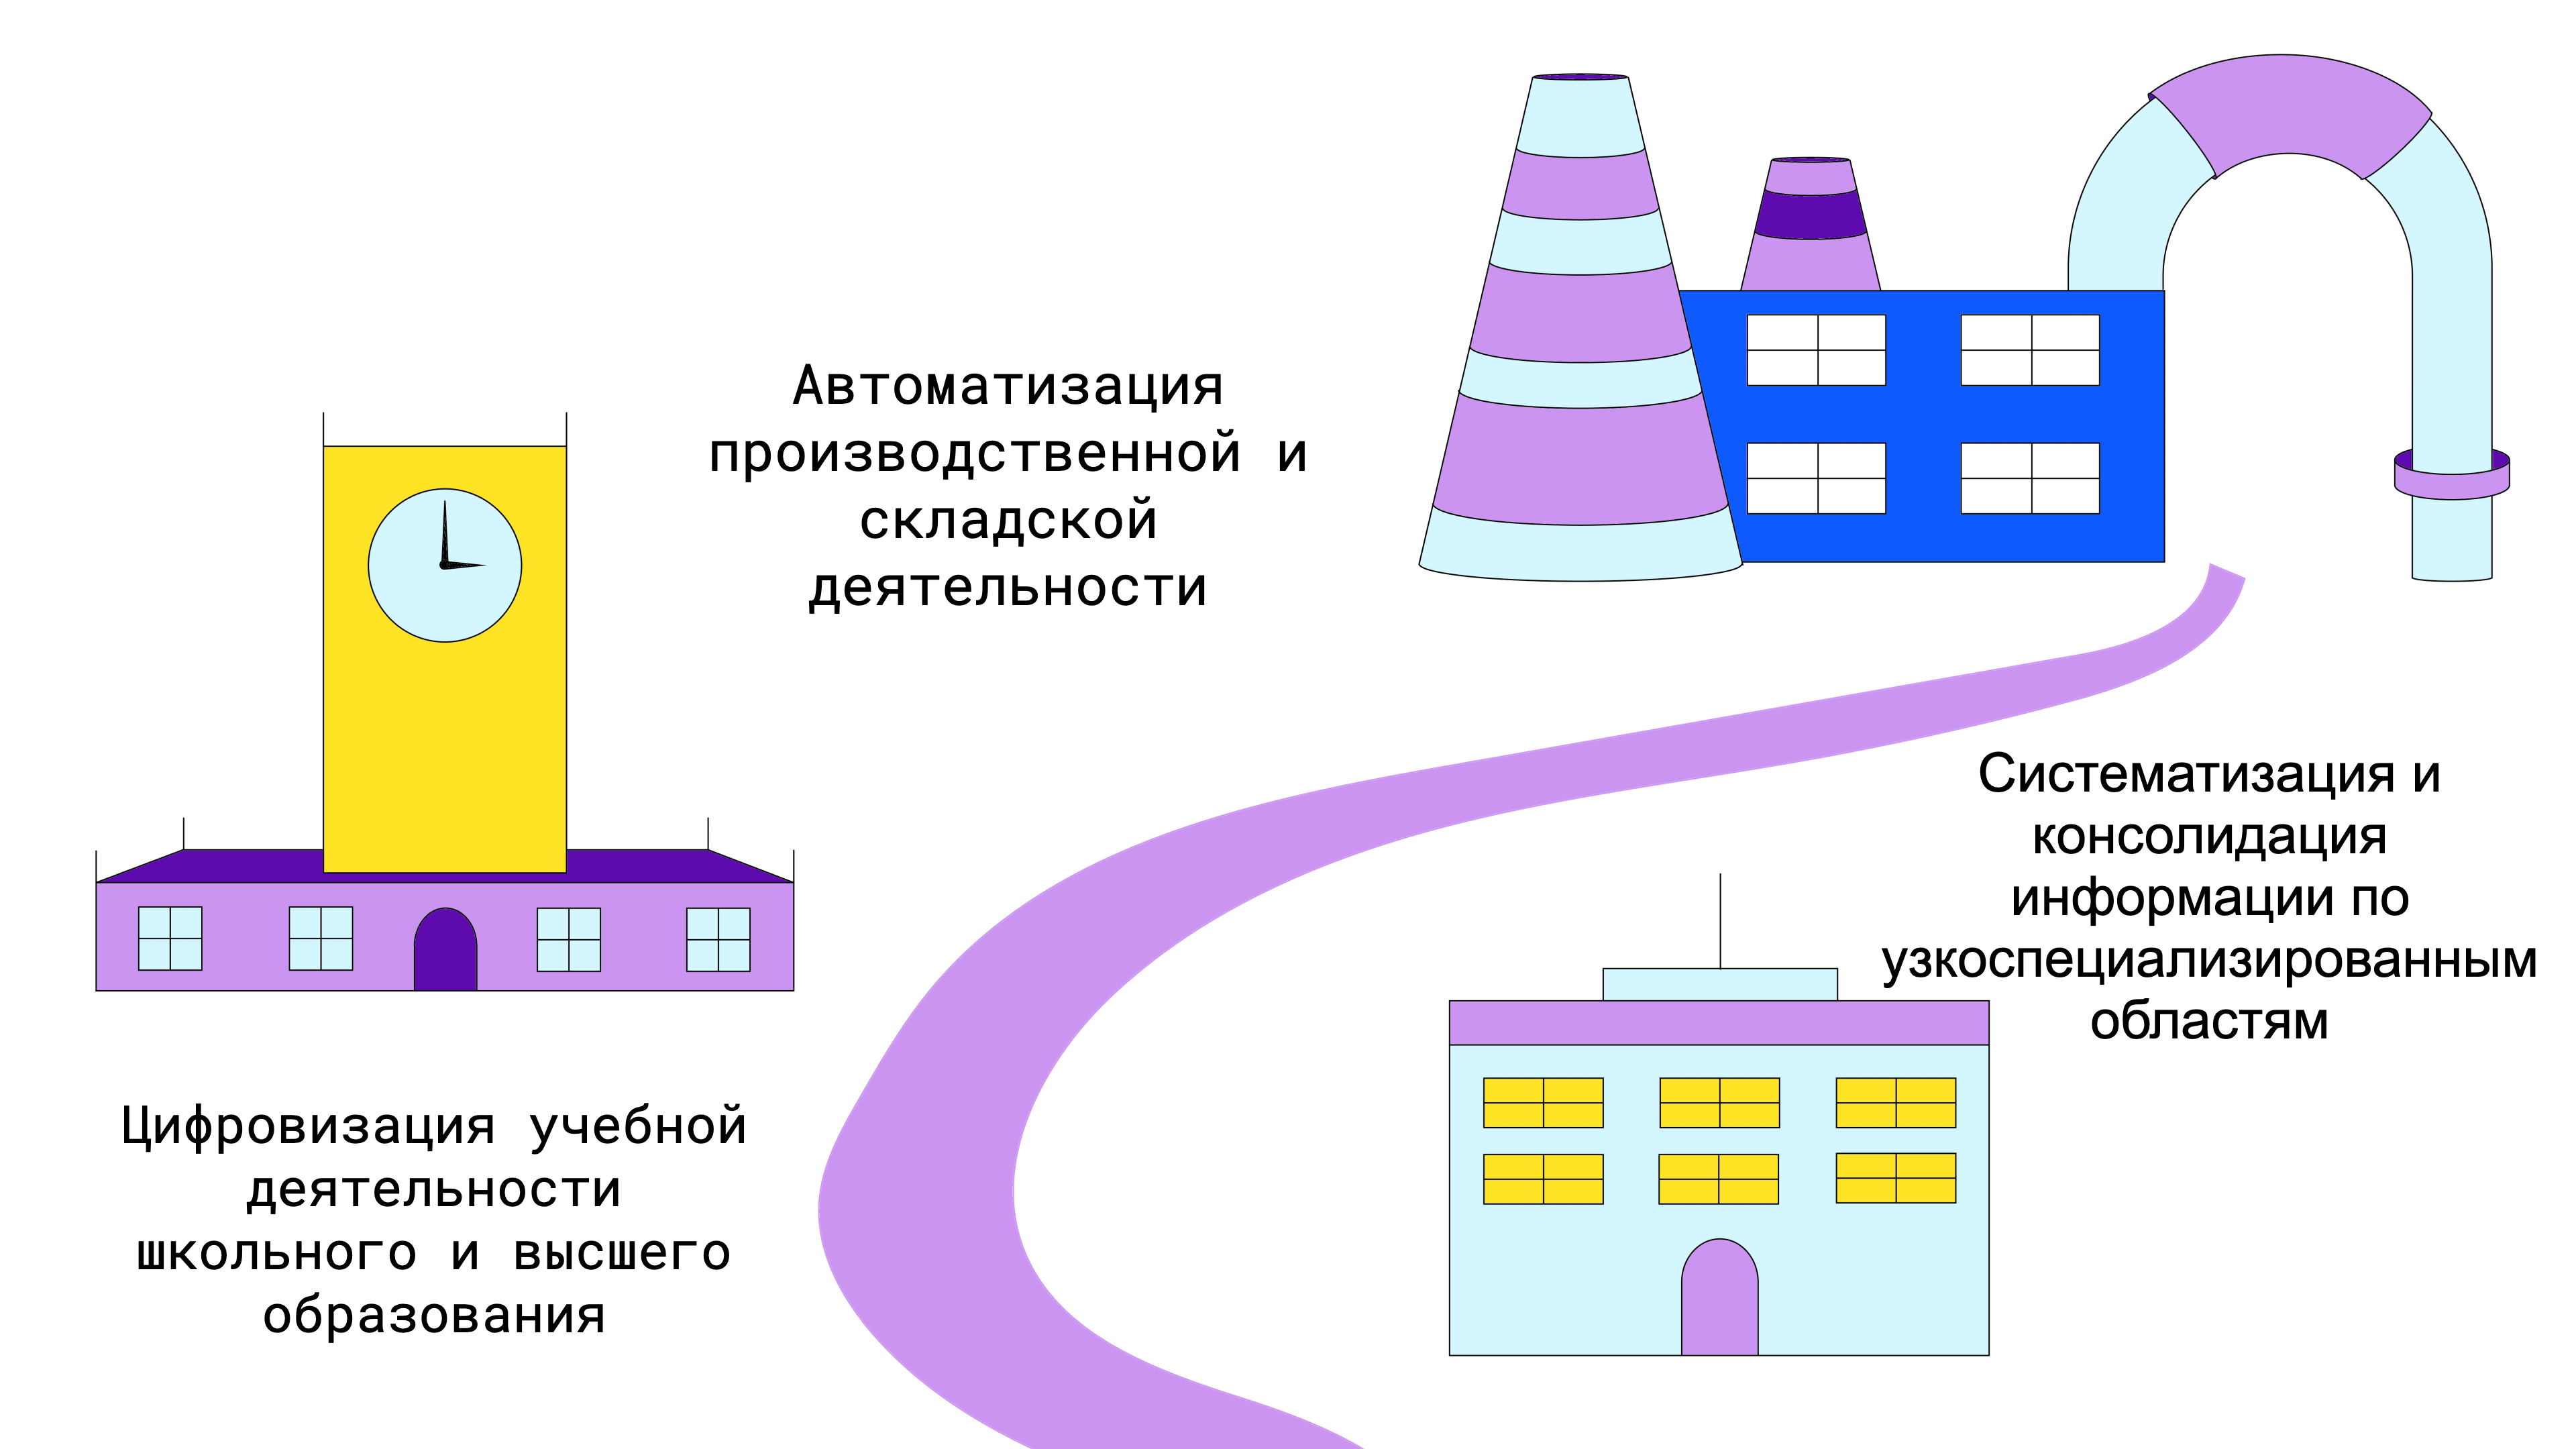 Автоматизация
производственной и
складской
деятельности
Систематизация и
консолидация
информации по
узкоспециализированным
областям
Цифровизация учебной
деятельности
школьного и высшего
образования